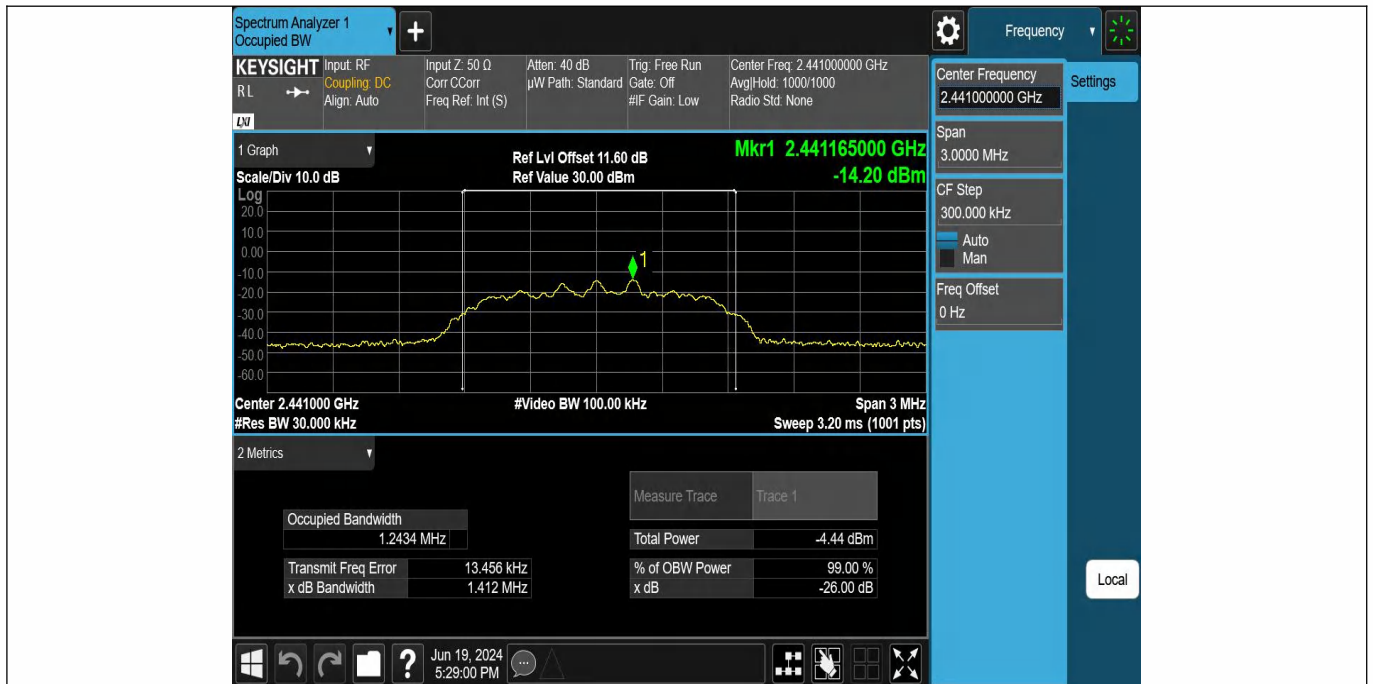 Spectrum Analyzer 1
Occupied BW
+
Frequency
KEYSIGHT
RL
LXI
Input: RF
Coupling: DC
Align: Auto
Input Z: 50 Ω
Corr CCorr
Freq Ref: Int (S)
Atten: 40 dB
µW Path: Standard
Trig: Free Run
Gate: Off
#IF Gain: Low
Center Freq: 2.441000000 GHz
Avg|Hold: 1000/1000
Radio Std: None
Center Frequency
2.441000000 GHz
Settings
Span
3.0000 MHz
CF Step
300.000 kHz
Auto
Man
Freq Offset
0 Hz
Local
1 Graph
Scale/Div 10.0 dB
Ref Lvl Offset 11.60 dB
Ref Value 30.00 dBm
Mkr1 2.441165000 GHz
-14.20 dBm
Log
20.0
10.0
0.00
-10.0
-20.0
-30.0
-40.0
-50.0
-60.0
1
Center 2.441000 GHz
#Res BW 30.000 kHz
#Video BW 100.00 kHz
Span 3 MHz
Sweep 3.20 ms (1001 pts)
2 Metrics
Measure Trace Trace 1
Occupied Bandwidth
1.2434 MHz
Total Power -4.44 dBm
Transmit Freq Error 13.456 kHz
% of OBW Power 99.00 %
x dB Bandwidth 1.412 MHz
x dB -26.00 dB
?
Jun 19, 2024
5:29:00 PM